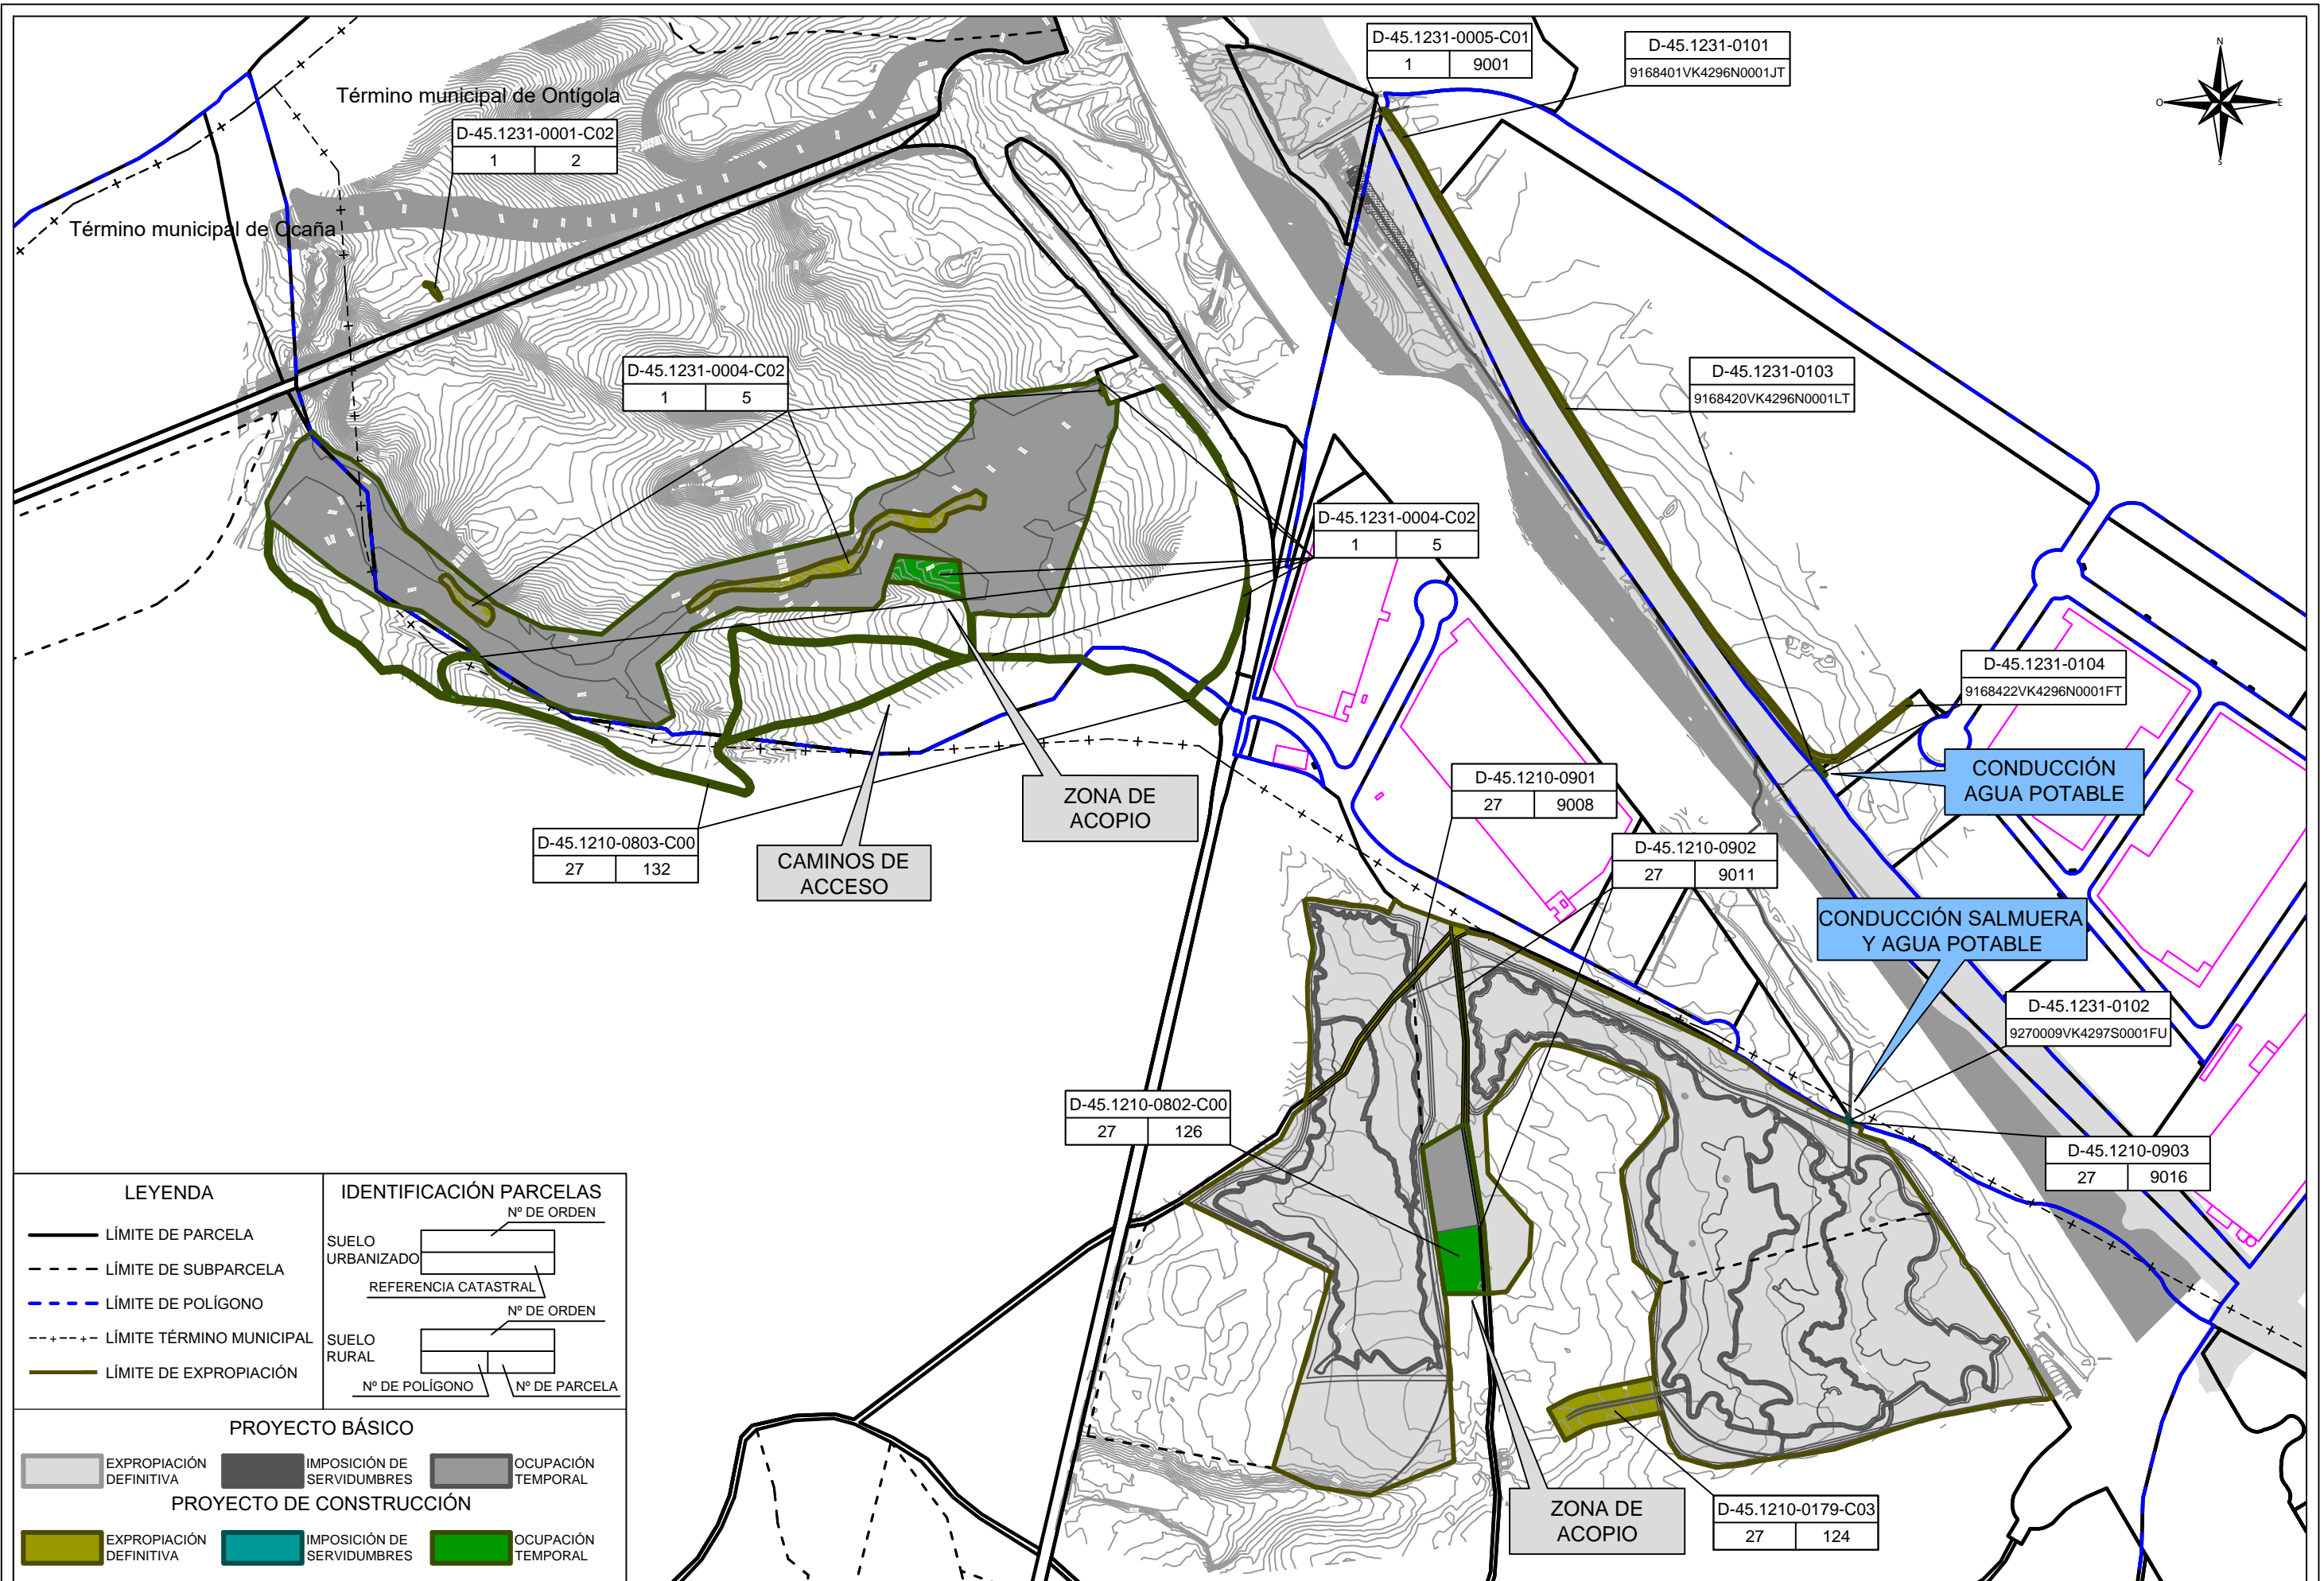 D-45.1231-0005-C01
1 9001
D-45.1231-0101
9168401VK4296N0001JT
N
O E
S
Término municipal de Ontígola
D-45.1231-0001-C02
1 2
Término municipal de Ocaña
D-45.1231-0004-C02
1 5
D-45.1231-0103
9168420VK4296N0001LT
D-45.1231-0004-C02
1 5
D-45.1231-0104
9168422VK4296N0001FT
CONDUCCIÓN
AGUA POTABLE
D-45.1210-0901
27 9008
ZONA DE
ACOPIO
D-45.1210-0803-C00
27 132
CAMINOS DE
ACCESO
D-45.1210-0902
27 9011
CONDUCCIÓN SALMUERA
Y AGUA POTABLE
D-45.1231-0102
9270009VK4297S0001FU
D-45.1210-0802-C00
27 126
D-45.1210-0903
27 9016
ZONA DE
ACOPIO
D-45.1210-0179-C03
27 124
LEYENDA
LÍMITE DE PARCELA
LÍMITE DE SUBPARCELA
LÍMITE DE POLÍGONO
LÍMITE TÉRMINO MUNICIPAL
LÍMITE DE EXPROPIACIÓN
IDENTIFICACIÓN PARCELAS
Nº DE ORDEN
SUELO
URBANIZADO
REFERENCIA CATASTRAL
Nº DE ORDEN
SUELO
RURAL
Nº DE POLÍGONO Nº DE PARCELA
PROYECTO BÁSICO
EXPROPIACIÓN
DEFINITIVA
IMPOSICIÓN DE
SERVIDUMBRES
OCUPACIÓN
TEMPORAL
PROYECTO DE CONSTRUCCIÓN
EXPROPIACIÓN
DEFINITIVA
IMPOSICIÓN DE
SERVIDUMBRES
OCUPACIÓN
TEMPORAL